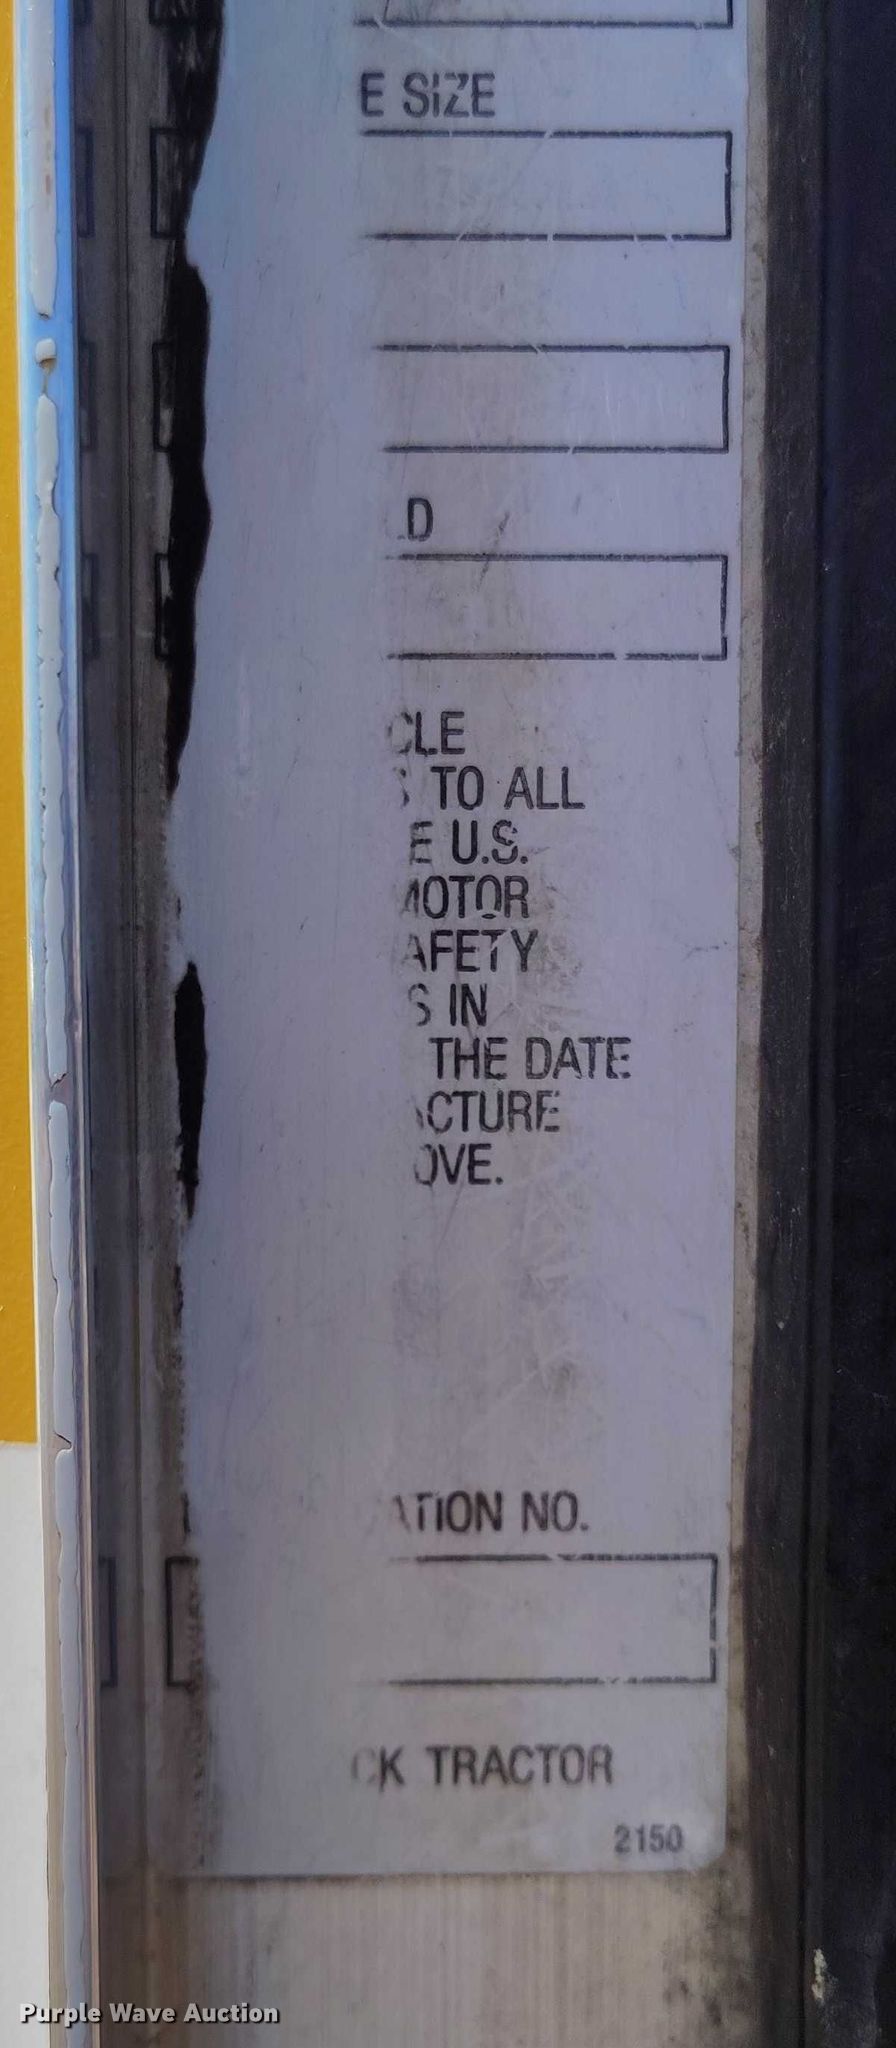 E SIZE
D
CLE
TO ALL
E U.S.
MOTOR
AFETY
S IN
THE DATE
CTURE
OVE.
ATION NO.
CK TRACTOR
2150
Purple Wave Auction